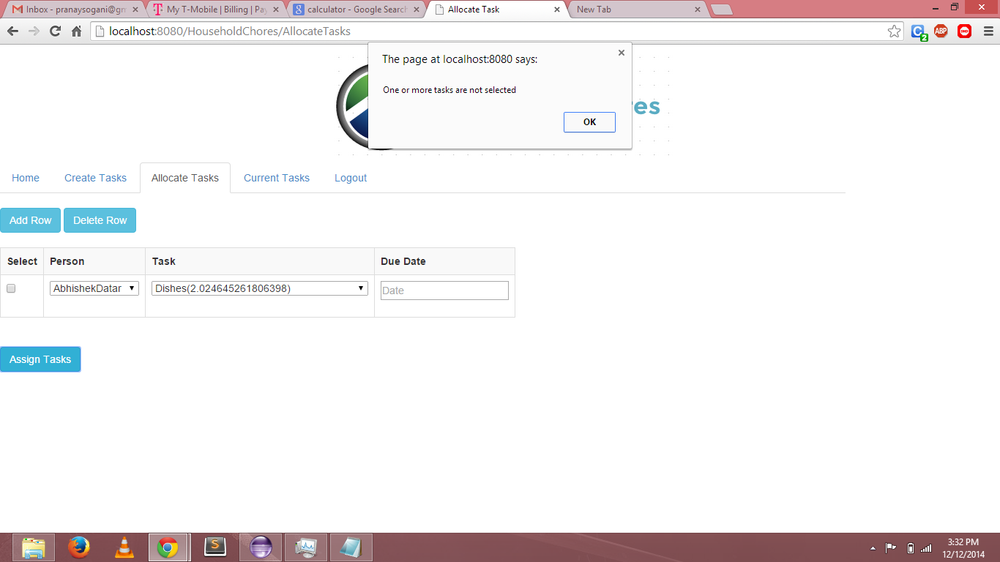 Inbox - pranaysogani@gm
My T-Mobile | Billing | Pay
calculator - Google Search
Allocate Task
New Tab
localhost:8080/HouseholdChores/AllocateTasks
2
ABP
The page at localhost:8080 says:
One or more tasks are not selected
OK
res
Home
Create Tasks
Allocate Tasks
Current Tasks
Logout
Add Row
Delete Row
Select
Person
Task
Due Date
AbhishekDatar
Dishes(2.024645261806398)
Date
Assign Tasks
3:32 PM
12/12/2014